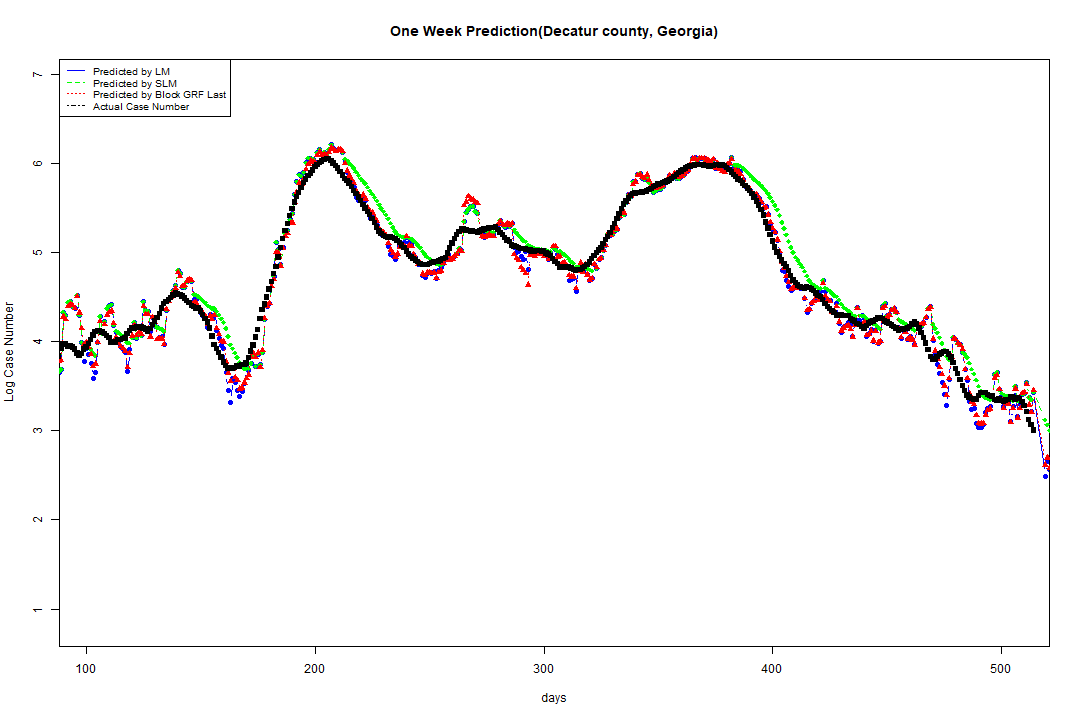 One Week Prediction(Decatur county, Georgia)
Predicted by LM
Predicted by SLM
Predicted by Block GRF Last
Actual Case Number
7
6
5
4
3
2
1
Log Case Number
100 200 300 400 500
days